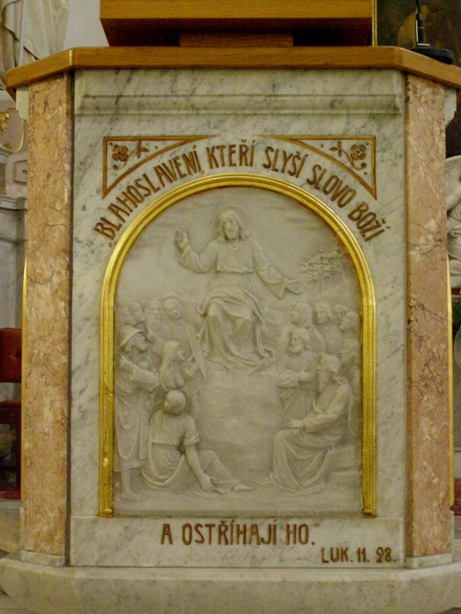 BLAHOSLAVENÍ KTEŘÍ SLYŠÍ SLOVO BOŽÍ
A OSTŘÍHAJÍ HO."
LUK. 11. 28.